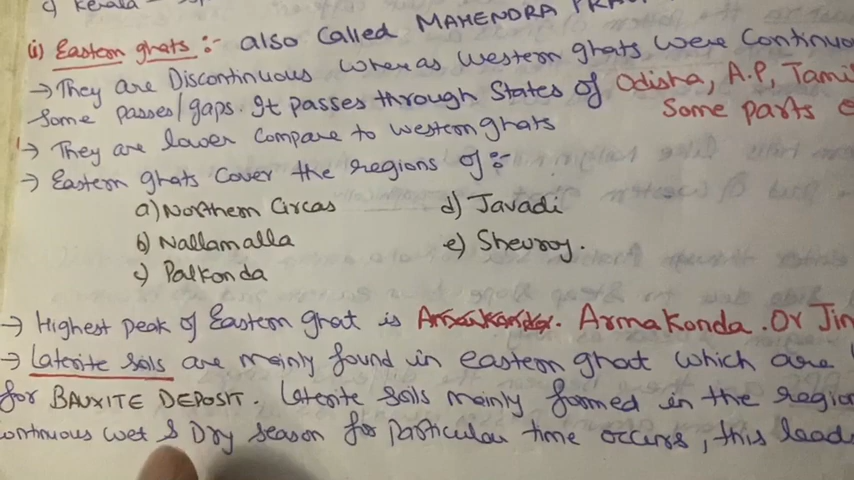 c) Kerala -
(ii) Eastern ghats :- also called MAHENDRA
→ They are Discontinuous whereas western ghats were Continuo
Some passes/gaps. It passes through States of Odisha, A.P, Tami
Some parts
→ They are lower compare to western ghats
→ Eastern ghats cover the regions of :-
a) Northern Circas
d) Javadi
b) Nallamalla
e) Shevroy.
c) Palkonda
→ Highest peak of Eastern ghat is Armakonda. Or Jin
→ Laterite soils are mainly found in eastern ghat which are
for BAUXITE DEPOSIT. Laterite soils mainly formed in the region
continuous wet & Dry season for particular time occurs, this leads